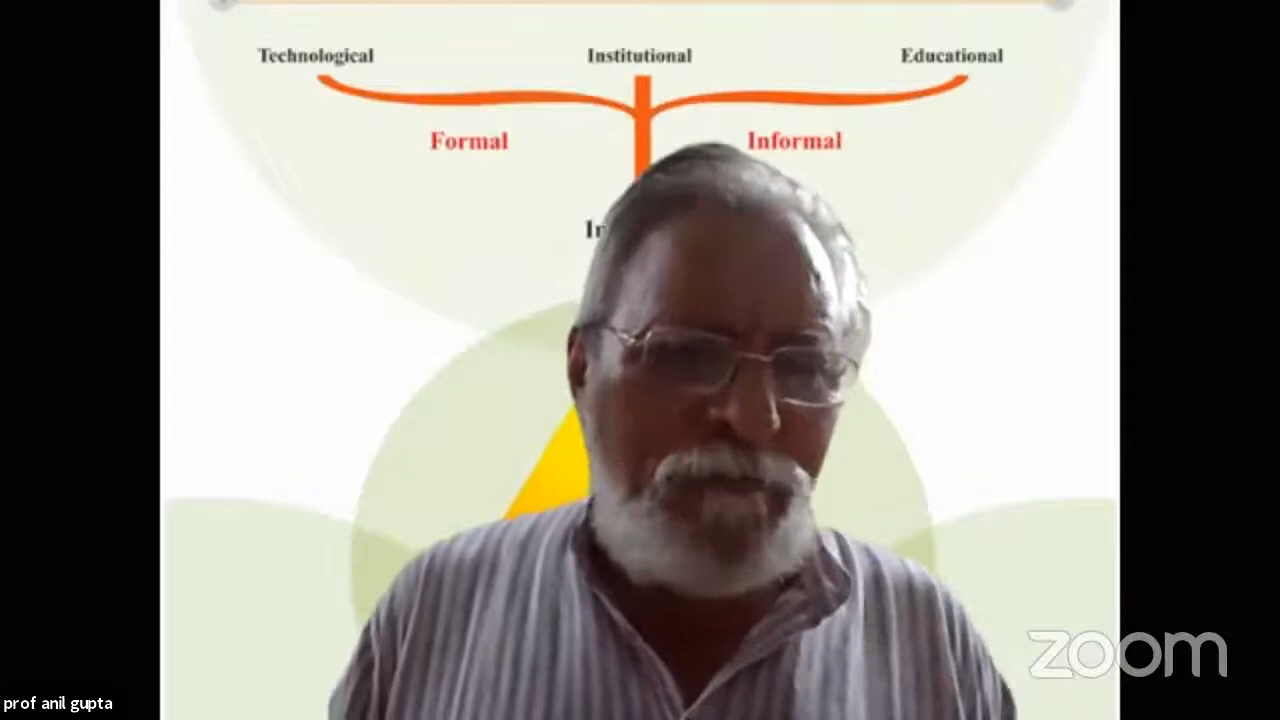 Technological Institutional Educational
Formal Informal
zoom
prof anil gupta